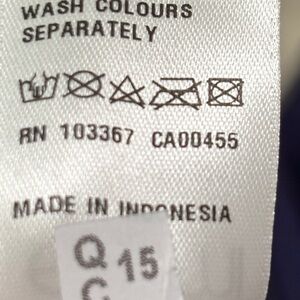 WASH COLOURS
SEPARATELY
RN 103367 CA00455
MADE IN INDONESIA
Q 15
C